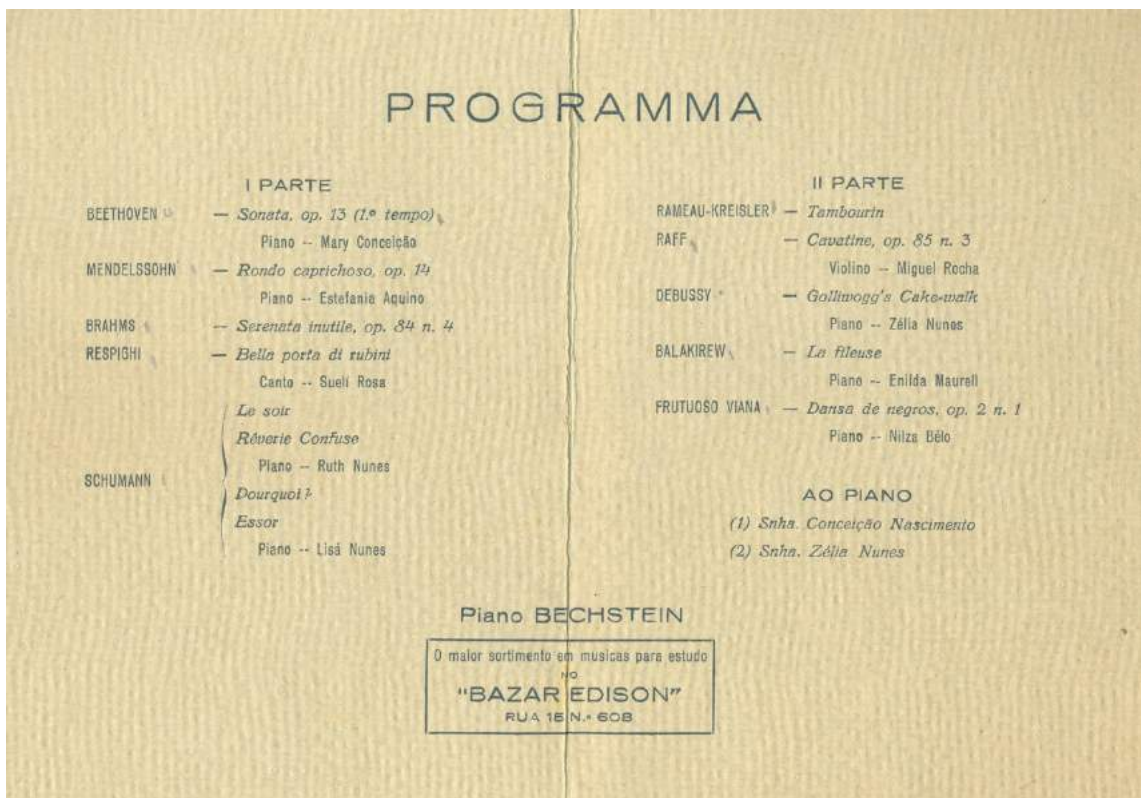 PROGRAMMA
I PARTE
BEETHOVEN — Sonata, op. 13 (1.º tempo)
Piano -- Mary Conceição
MENDELSSOHN — Rondo caprichoso, op. 14
Piano -- Estefania Aquino
BRAHMS — Serenata inutile, op. 84 n. 4
RESPIGHI — Bella porta di rubini
Canto -- Sueli Rosa
SCHUMANN
Le soir
Rêverie Confuse
Piano -- Ruth Nunes
Pourquoi?
Essor
Piano -- Lisá Nunes
II PARTE
RAMEAU-KREISLER — Tambourin
RAFF — Cavatine, op. 85 n. 3
Violino -- Miguel Rocha
DEBUSSY — Golliwogg's Cake-walk
Piano -- Zélia Nunes
BALAKIREW — La fileuse
Piano -- Enilda Maurell
FRUTUOSO VIANA — Dansa de negros, op. 2 n. 1
Piano -- Nilza Bélo
AO PIANO
(1) Snha. Conceição Nascimento
(2) Snha. Zélia Nunes
Piano BECHSTEIN
O maior sortimento em musicas para estudo
NO
"BAZAR EDISON"
RUA 15 N.º 608